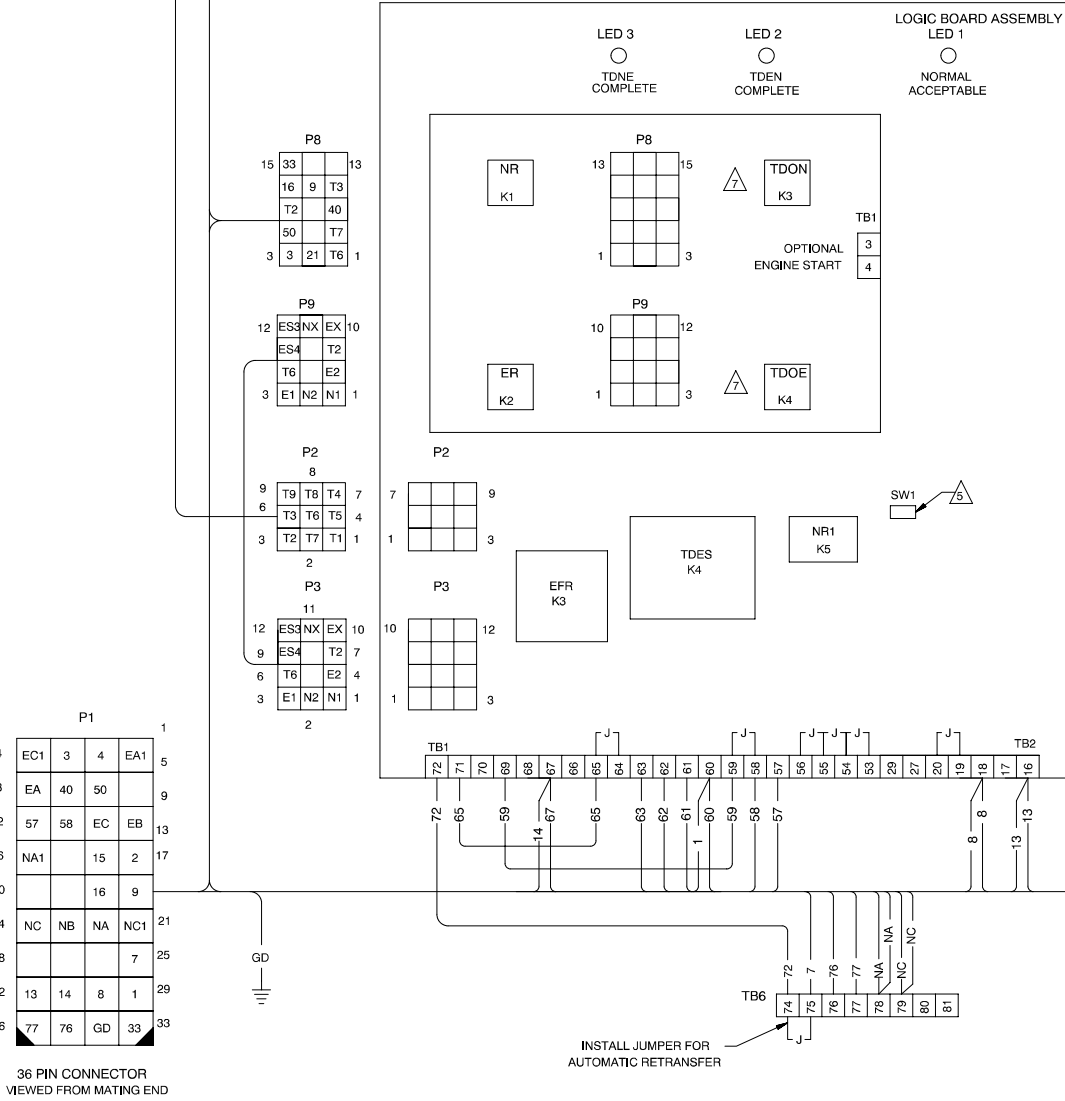 LOGIC BOARD ASSEMBLY
LED 3 LED 2 LED 1
TDNE COMPLETE
TDEN COMPLETE
NORMAL ACCEPTABLE
P8
15 33 13
16 9 T3
T2 40
50 T7
3 3 21 T6 1
P8
13 15
1 3
NR
K1
7
TDON
K3
TB1
OPTIONAL
ENGINE START
3
4
P9
12 ES3 NX EX 10
ES4 T2
T6 E2
3 E1 N2 N1 1
P9
10 12
1 3
ER
K2
7
TDOE
K4
P2
8
9 T9 T8 T4 7
6 T3 T6 T5 4
3 T2 T7 T1 1
2
P2
7 9
1 3
SW1
5
NR1
K5
TDES
K4
EFR
K3
P3
11
12 ES3 NX EX 10
9 ES4 T2 7
6 T6 E2 4
3 E1 N2 N1 1
2
P3
10 12
1 3
P1
1
EC1 3 4 EA1 5
EA 40 50 9
57 58 EC EB 13
NA1 15 2 17
16 9
NC NB NA NC1 21
7 25
13 14 8 1 29
77 76 GD 33 33
36 PIN CONNECTOR
VIEWED FROM MATING END
J J J J J J
TB1 TB2
72 71 70 69 68 67 66 65 64 63 62 61 60 59 58 57 56 55 54 53 29 27 20 19 18 17 16
72 65 59 14 67 65 63 62 61 1 60 59 58 57 8 8 13 13
GD
72 7 76 77 NA NA NC NC
TB6
74 75 76 77 78 79 80 81
J
INSTALL JUMPER FOR
AUTOMATIC RETRANSFER